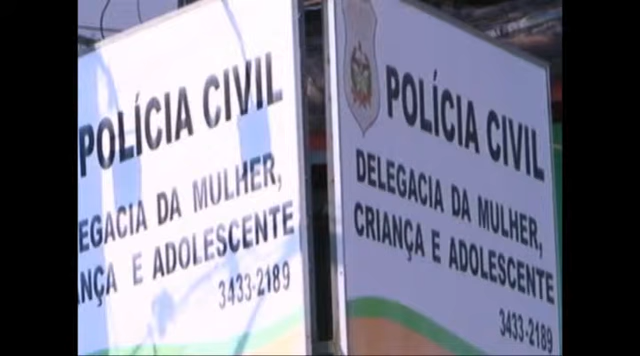 POLÍCIA CIVIL
EGACIA DA MULHER,
ANÇA E ADOLESCENTE
3433-2189
POLÍCIA CIVIL
DELEGACIA DA MULHER,
CRIANÇA E ADOLESCENTE
3433-2189